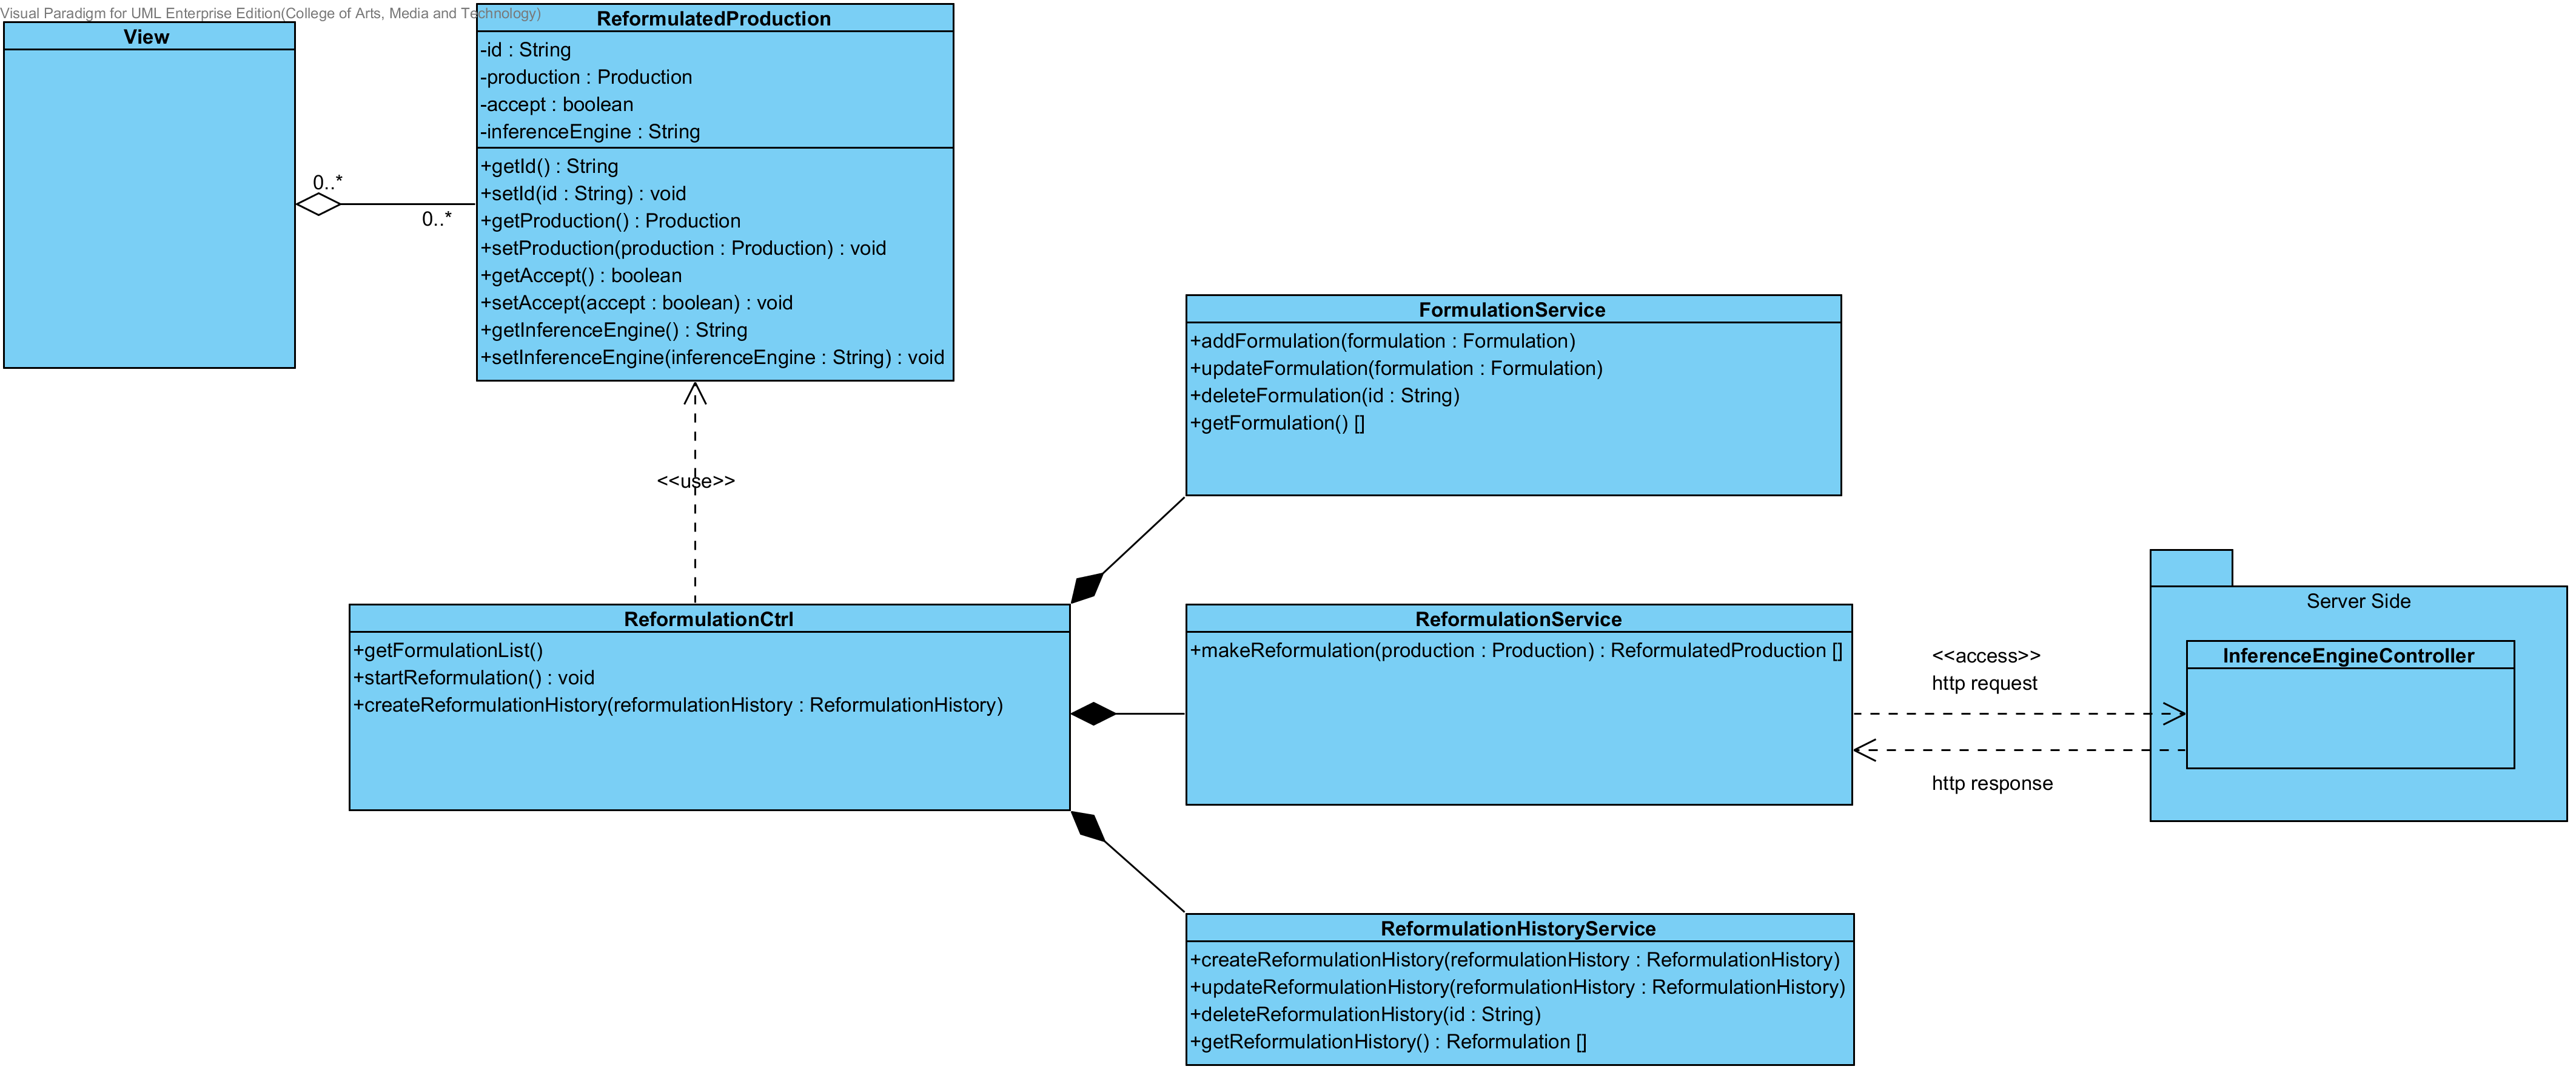 Visual Paradigm for UML Enterprise Edition(College of Arts, Media and Technology)
View
ReformulatedProduction
-id : String
-production : Production
-accept : boolean
-inferenceEngine : String
+getId() : String
+setId(id : String) : void
+getProduction() : Production
+setProduction(production : Production) : void
+getAccept() : boolean
+setAccept(accept : boolean) : void
+getInferenceEngine() : String
+setInferenceEngine(inferenceEngine : String) : void
0..*
0..*
<<use>>
FormulationService
+addFormulation(formulation : Formulation)
+updateFormulation(formulation : Formulation)
+deleteFormulation(id : String)
+getFormulation() []
ReformulationCtrl
+getFormulationList()
+startReformulation() : void
+createReformulationHistory(reformulationHistory : ReformulationHistory)
ReformulationService
+makeReformulation(production : Production) : ReformulatedProduction []
<<access>>
http request
http response
Server Side
InferenceEngineController
ReformulationHistoryService
+createReformulationHistory(reformulationHistory : ReformulationHistory)
+updateReformulationHistory(reformulationHistory : ReformulationHistory)
+deleteReformulationHistory(id : String)
+getReformulationHistory() : Reformulation []